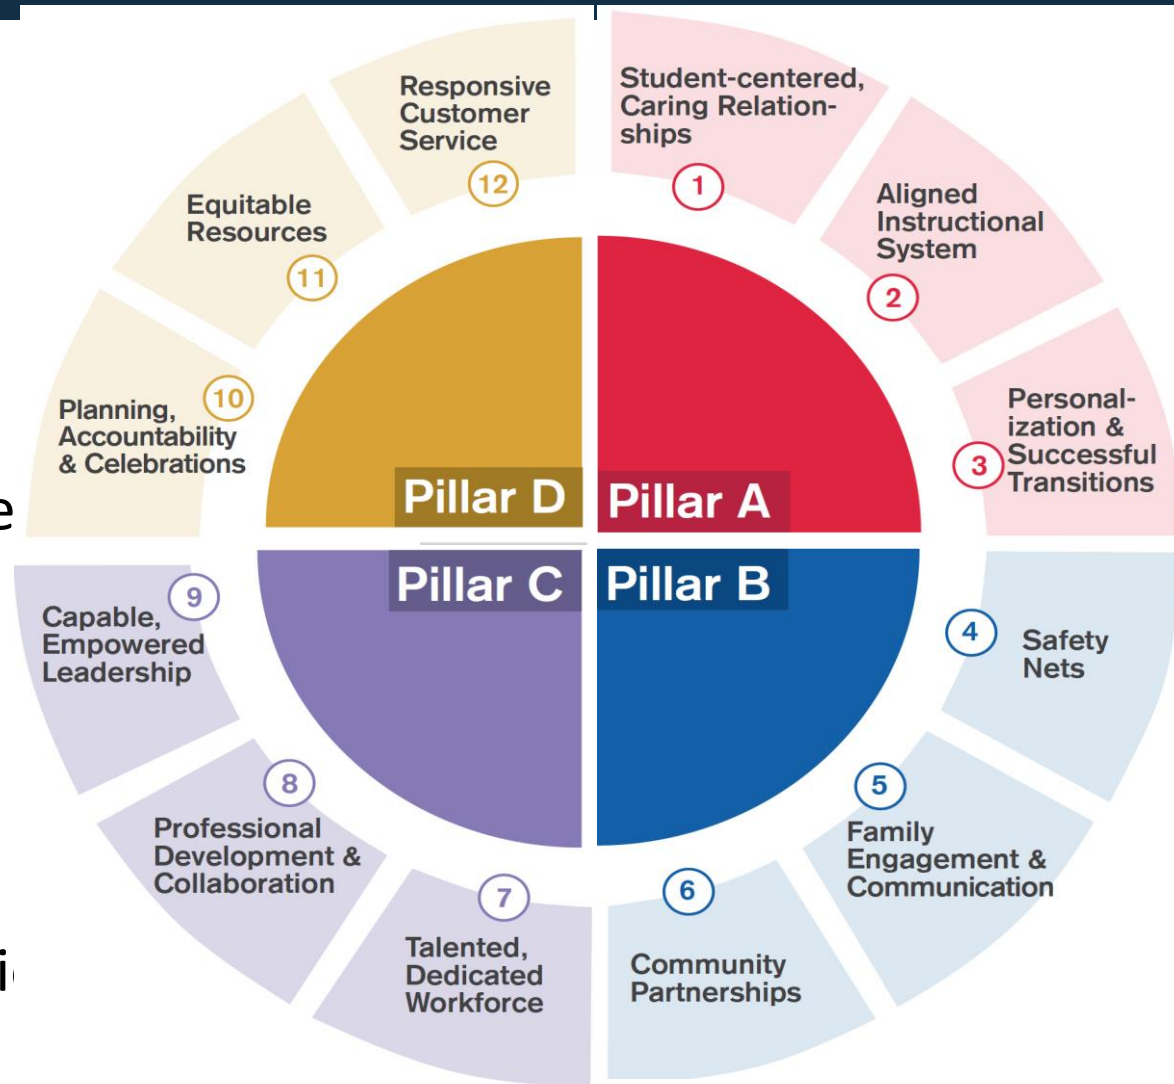 Student-centered,
Caring Relation-
ships
1
Aligned
Instructional
System
2
Personal-
ization &
Successful
Transitions
3
Safety
Nets
4
Family
Engagement &
Communication
5
Community
Partnerships
6
Talented,
Dedicated
Workforce
7
Professional
Development &
Collaboration
8
Capable,
Empowered
Leadership
9
Planning,
Accountability
& Celebrations
10
Equitable
Resources
11
Responsive
Customer
Service
12
Pillar D
Pillar A
Pillar C
Pillar B